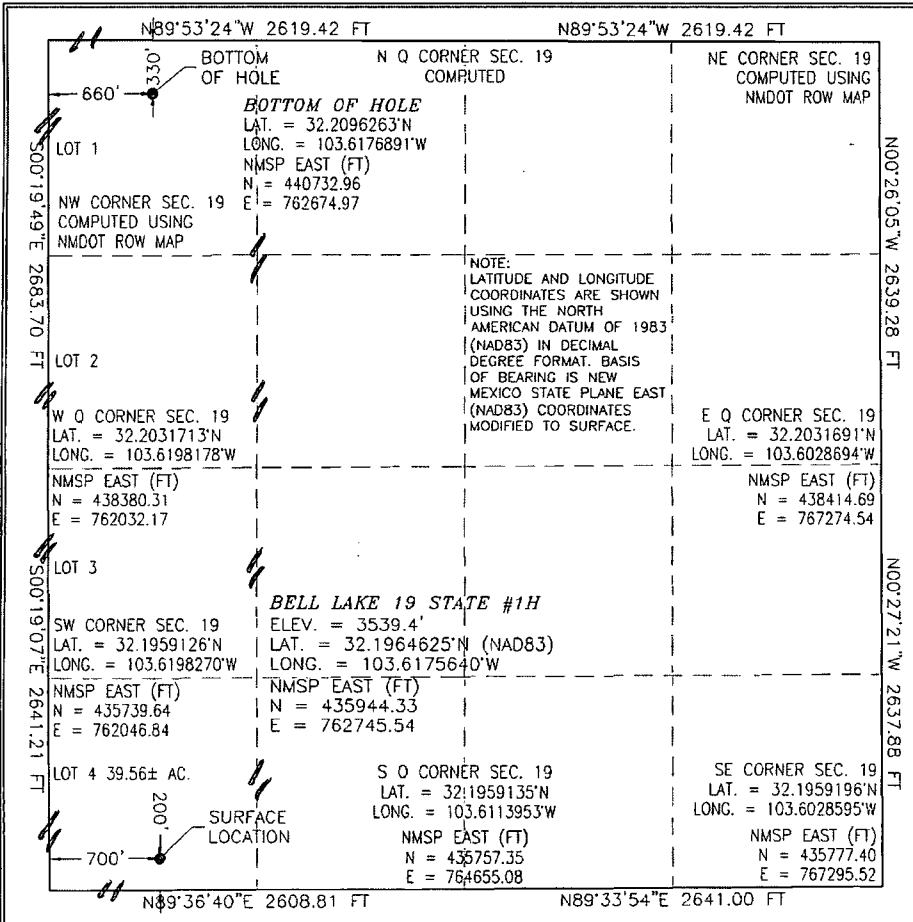 N89°53'24"W 2619.42 FT
N89°53'24"W 2619.42 FT
330'
BOTTOM
OF HOLE
660'
N Q CORNER SEC. 19
COMPUTED
NE CORNER SEC. 19
COMPUTED USING
NMDOT ROW MAP
BOTTOM OF HOLE
LAT. = 32.2096263'N
LONG. = 103.6176891'W
NMSP EAST (FT)
N = 440732.96
E = 762674.97
LOT 1
NW CORNER SEC. 19
COMPUTED USING
NMDOT ROW MAP
S00°19'49"E 2683.70 FT
N00°26'05"W 2639.28 FT
NOTE:
LATITUDE AND LONGITUDE
COORDINATES ARE SHOWN
USING THE NORTH
AMERICAN DATUM OF 1983
(NAD83) IN DECIMAL
DEGREE FORMAT. BASIS
OF BEARING IS NEW
MEXICO STATE PLANE EAST
(NAD83) COORDINATES
MODIFIED TO SURFACE.
LOT 2
W Q CORNER SEC. 19
LAT. = 32.2031713'N
LONG. = 103.6198178'W
NMSP EAST (FT)
N = 438380.31
E = 762032.17
E Q CORNER SEC. 19
LAT. = 32.2031691'N
LONG. = 103.6028694'W
NMSP EAST (FT)
N = 438414.69
E = 767274.54
LOT 3
S00°19'07"E 2641.21 FT
N00°27'21"W 2637.88 FT
SW CORNER SEC. 19
LAT. = 32.1959126'N
LONG. = 103.6198270'W
NMSP EAST (FT)
N = 435739.64
E = 762046.84
BELL LAKE 19 STATE #1H
ELEV. = 3539.4'
LAT. = 32.1964625'N (NAD83)
LONG. = 103.6175640'W
NMSP EAST (FT)
N = 435944.33
E = 762745.54
LOT 4 39.56± AC.
S Q CORNER SEC. 19
LAT. = 32.1959135'N
LONG. = 103.6113953'W
NMSP EAST (FT)
N = 435757.35
E = 764655.08
SE CORNER SEC. 19
LAT. = 32.1959196'N
LONG. = 103.6028595'W
NMSP EAST (FT)
N = 435777.40
E = 767295.52
200'
SURFACE
LOCATION
700'
N89°36'40"E 2608.81 FT
N89°33'54"E 2641.00 FT